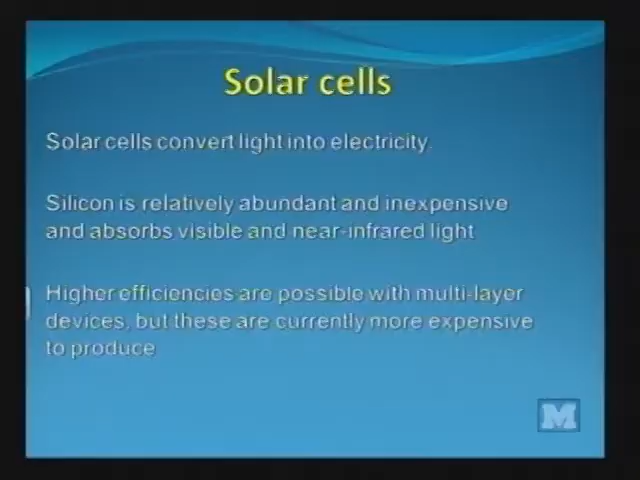 Solar cells
Solar cells convert light into electricity.
Silicon is relatively abundant and inexpensive
and absorbs visible and near-infrared light
Higher efficiencies are possible with multi-layer
devices, but these are currently more expensive
to produce
M